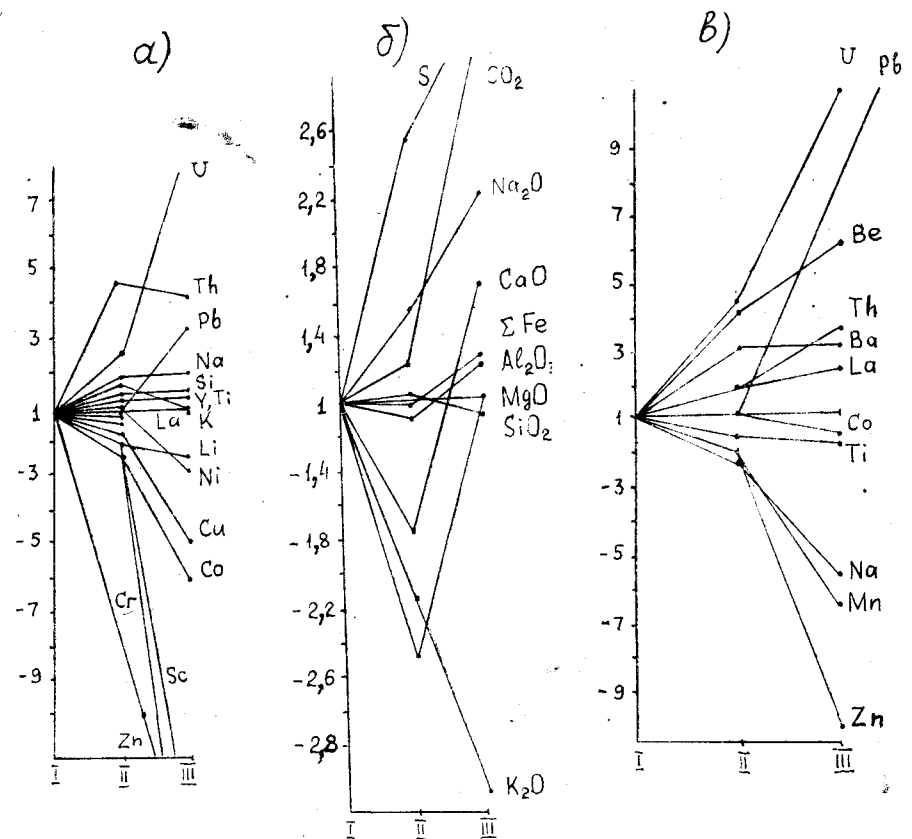 а)
7
5
3
1
-3
-5
-7
-9
U
Th
Pb
Na
Si
Y,Ti
La K
Li
Ni
Cu
Co
Cr
Sc
Zn
I II III
б)
2,6
2,2
1,8
1,4
1
-1,4
-1,8
-2,2
-2,6
-2,8
S
CO₂
Na₂O
CaO
ΣFe
Al₂O₃
MgO
SiO₂
K₂O
I II III
в)
9
7
5
3
1
-3
-5
-7
-9
U
Pb
Be
Th
Ba
La
Co
Ti
Na
Mn
Zn
I II III